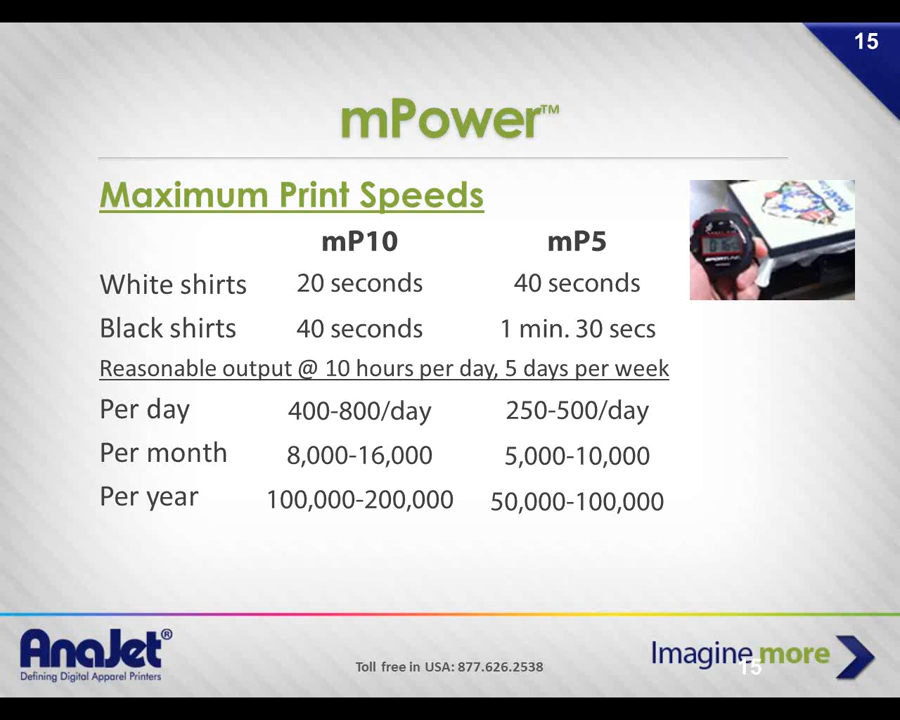 15
mPower™
Maximum Print Speeds
mP10 mP5
White shirts 20 seconds 40 seconds
Black shirts 40 seconds 1 min. 30 secs
Reasonable output @ 10 hours per day, 5 days per week
Per day 400-800/day 250-500/day
Per month 8,000-16,000 5,000-10,000
Per year 100,000-200,000 50,000-100,000
AnaJet®
Defining Digital Apparel Printers
Toll free in USA: 877.626.2538
Imagine more
15